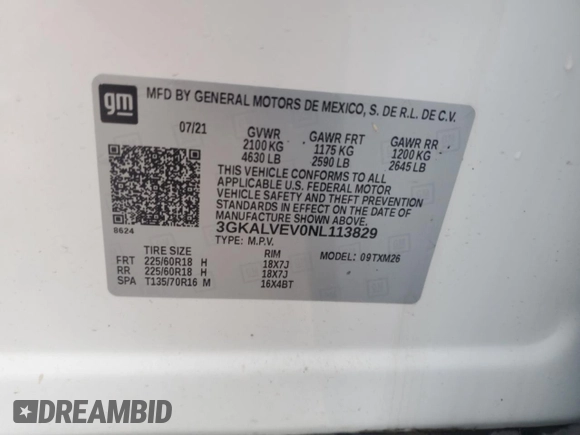 gm
MFD BY GENERAL MOTORS DE MEXICO, S. DE R.L. DE C.V.
07/21 GVWR GAWR FRT GAWR RR
2100 KG 1175 KG 1200 KG
4630 LB 2590 LB 2645 LB
THIS VEHICLE CONFORMS TO ALL
APPLICABLE U.S. FEDERAL MOTOR
VEHICLE SAFETY AND THEFT PREVENTION
STANDARDS IN EFFECT ON THE DATE OF
MANUFACTURE SHOWN ABOVE.
0624 3GKALVEV0NL113829
TYPE: M.P.V. MODEL: 09TXM26
TIRE SIZE RIM
FRT 225/60R18 H 18X7J
RR 225/60R18 H 18X7J
SPA T135/70R16 M 16X4BT
DREAMBID